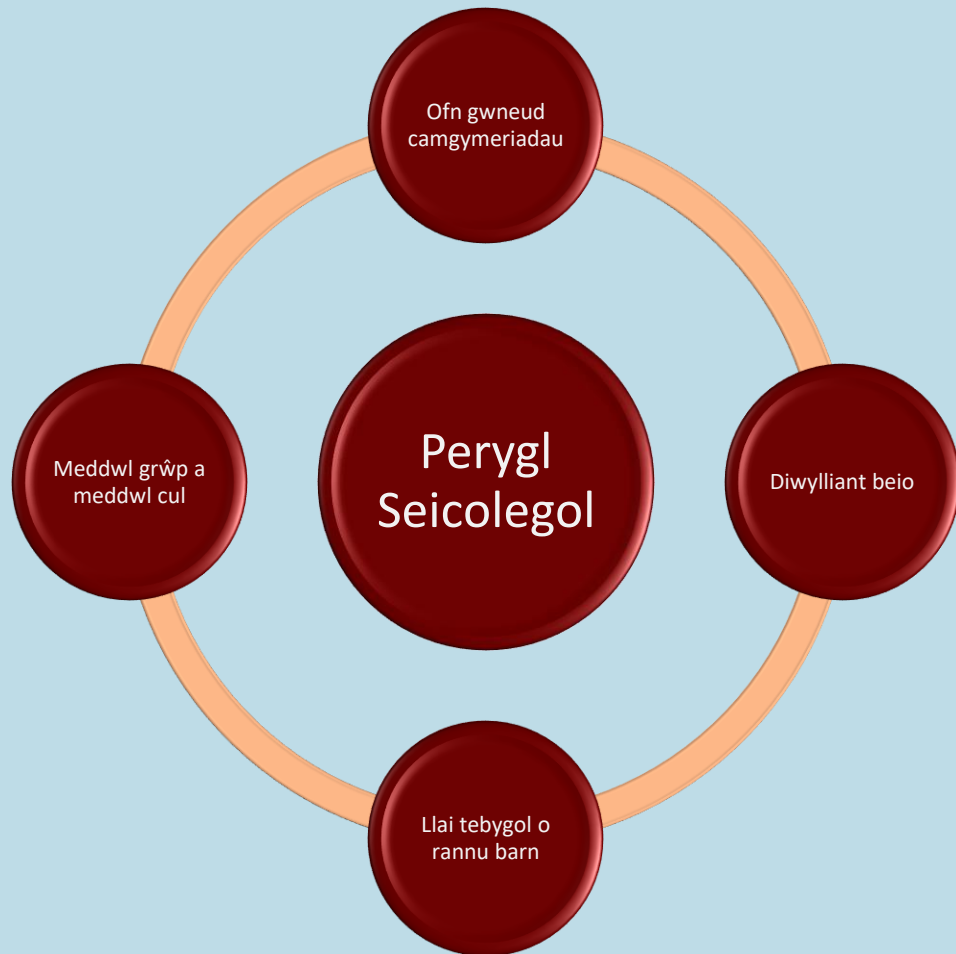 Ofn gwneud
camgymeriadau
Meddwl grŵp a
meddwl cul
Perygl
Seicolegol
Diwylliant beio
Llai tebygol o
rannu barn